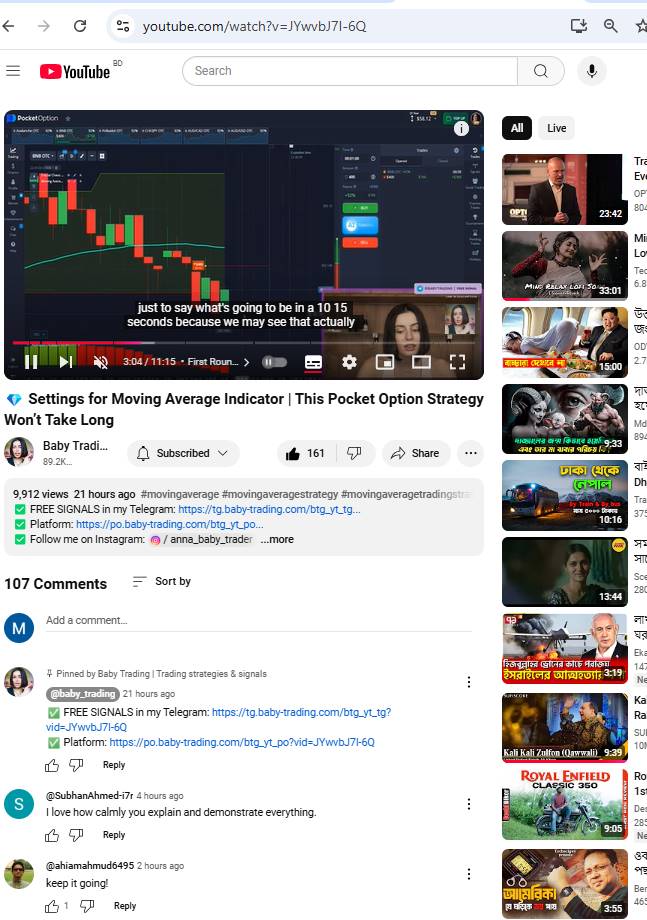 youtube.com/watch?v=JYwvbJ7I-6Q
YouTube BD
Search
PocketOption
BNB OTC
just to say what's going to be in a 10 15
seconds because we may see that actually
3:04 / 11:15 • First Roun...
💎 Settings for Moving Average Indicator | This Pocket Option Strategy
Won't Take Long
Baby Tradi...
89.2K...
Subscribed
161
Share
9,912 views 21 hours ago #movingaverage #movingaveragestrategy #movingaveragetradingstra
✅ FREE SIGNALS in my Telegram: https://tg.baby-trading.com/btg_yt_tg...
✅ Platform: https://po.baby-trading.com/btg_yt_po...
✅ Follow me on Instagram: / anna_baby_trader ...more
107 Comments
Sort by
M
Add a comment...
Pinned by Baby Trading | Trading strategies & signals
@baby_trading 21 hours ago
✅ FREE SIGNALS in my Telegram: https://tg.baby-trading.com/btg_yt_tg?
vid=JYwvbJ7I-6Q
✅ Platform: https://po.baby-trading.com/btg_yt_po?vid=JYwvbJ7I-6Q
Reply
S
@SubhanAhmed-i7r 4 hours ago
I love how calmly you explain and demonstrate everything.
Reply
@ahiamahmud6495 2 hours ago
keep it going!
1
Reply
All
Live
23:42
Tra
Eve
OPT
804
MIND RELAX LOFI SO
33:01
Mi
Lo
Tec
6.8
15:00
উত্ত
জং
2.7
9:33
Md
894
ঢাকা থেকে
নেপাল
By Train & By bus
10:16
Dh
Tra
375
13:44
সম
Sce
280
3:19
Eka
147
Ne
Kali Kali Zulfon (Qawwali)
9:39
Ka
Ra
10M
ROYAL ENFIELD
CLASSIC 350
9:05
Ro
1st
Des
285
Ne
আমেরিকা
3:55
Ber
465